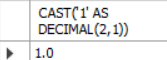 CAST('1' AS
DECIMAL(2,1))
1.0